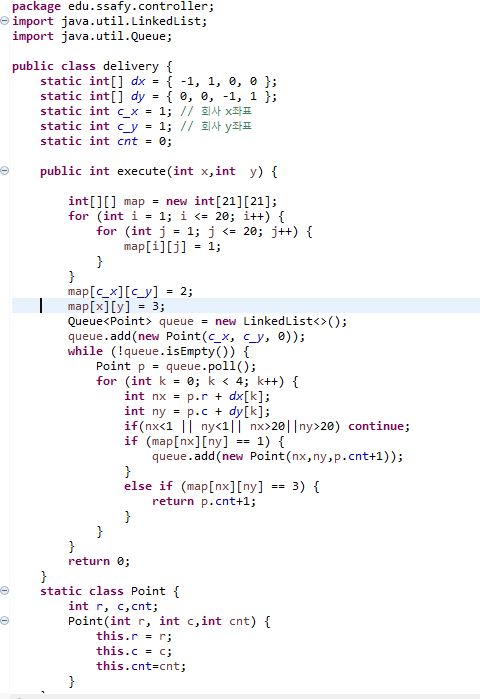 package edu.ssafy.controller;
import java.util.LinkedList;
import java.util.Queue;
public class delivery {
static int[] dx = { -1, 1, 0, 0 };
static int[] dy = { 0, 0, -1, 1 };
static int c_x = 1; // 회사 x좌표
static int c_y = 1; // 회사 y좌표
static int cnt = 0;
public int execute(int x,int  y) {
int[][] map = new int[21][21];
for (int i = 1; i <= 20; i++) {
for (int j = 1; j <= 20; j++) {
map[i][j] = 1;
}
}
map[c_x][c_y] = 2;
map[x][y] = 3;
Queue<Point> queue = new LinkedList<>();
queue.add(new Point(c_x, c_y, 0));
while (!queue.isEmpty()) {
Point p = queue.poll();
for (int k = 0; k < 4; k++) {
int nx = p.r + dx[k];
int ny = p.c + dy[k];
if(nx<1 || ny<1|| nx>20||ny>20) continue;
if (map[nx][ny] == 1) {
queue.add(new Point(nx,ny,p.cnt+1));
}
else if (map[nx][ny] == 3) {
return p.cnt+1;
}
}
}
return 0;
}
static class Point {
int r, c,cnt;
Point(int r, int c,int cnt) {
this.r = r;
this.c = c;
this.cnt=cnt;
}